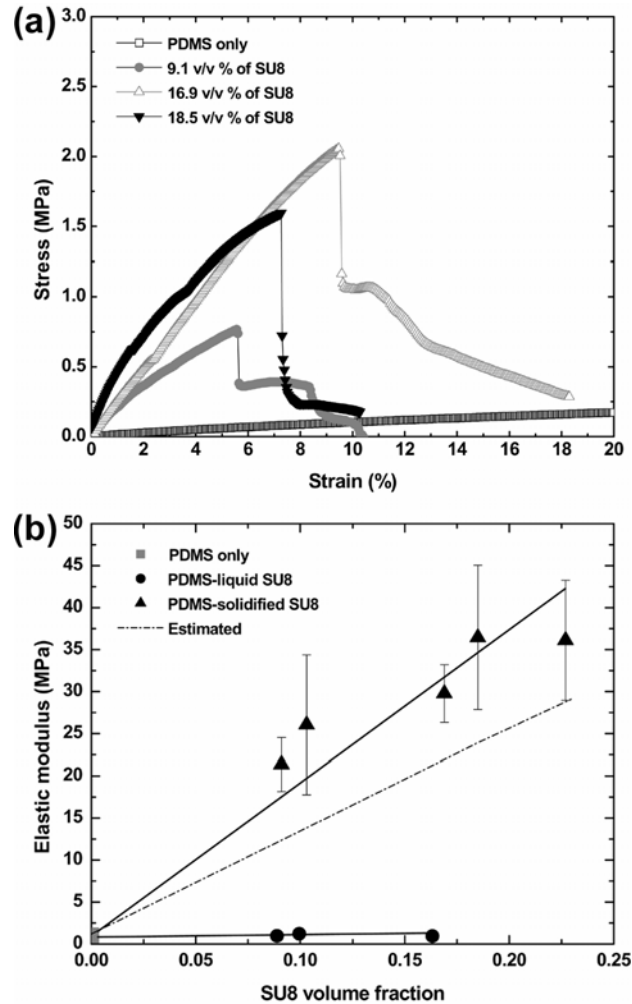 (a)
PDMS only
9.1 v/v % of SU8
16.9 v/v % of SU8
18.5 v/v % of SU8
3.0
2.5
2.0
1.5
1.0
0.5
0.0
Stress (MPa)
0 2 4 6 8 10 12 14 16 18 20
Strain (%)
(b)
PDMS only
PDMS-liquid SU8
PDMS-solidified SU8
Estimated
50
45
40
35
30
25
20
15
10
5
0
Elastic modulus (MPa)
0.00 0.05 0.10 0.15 0.20 0.25
SU8 volume fraction